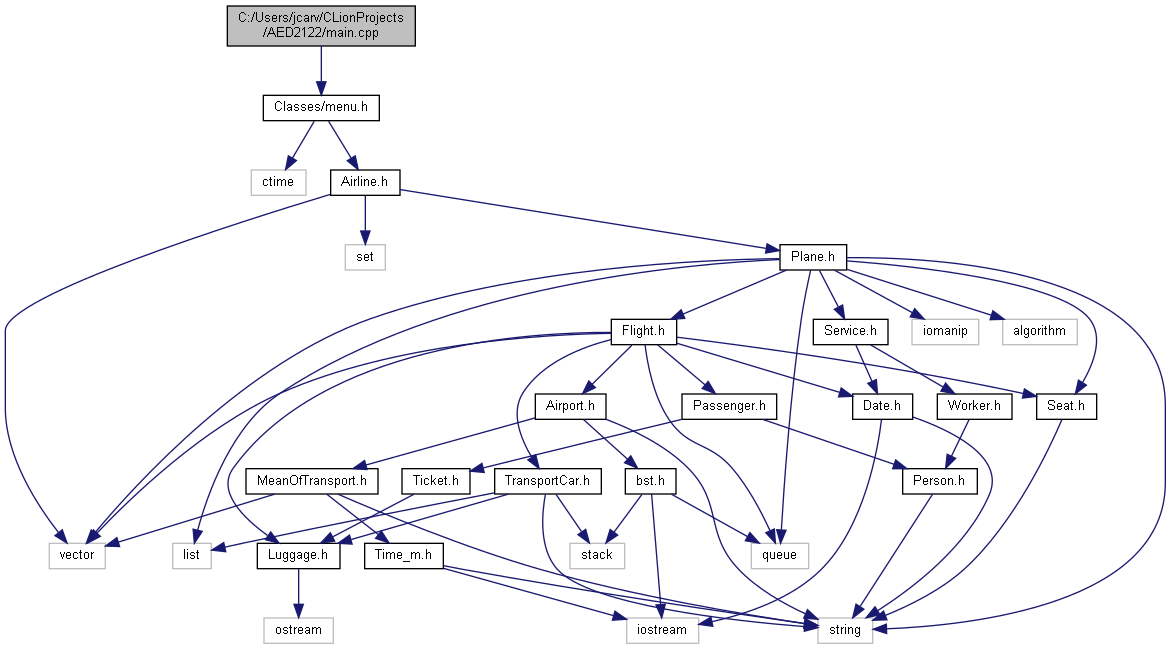 C:/Users/jcarv/CLionProjects
/AED2122/main.cpp
Classes/menu.h
ctime
Airline.h
set
Plane.h
Flight.h
Service.h
iomanip
algorithm
Airport.h
Passenger.h
Date.h
Worker.h
Seat.h
MeanOfTransport.h
Ticket.h
TransportCar.h
bst.h
Person.h
vector
list
Luggage.h
Time_m.h
stack
queue
ostream
iostream
string